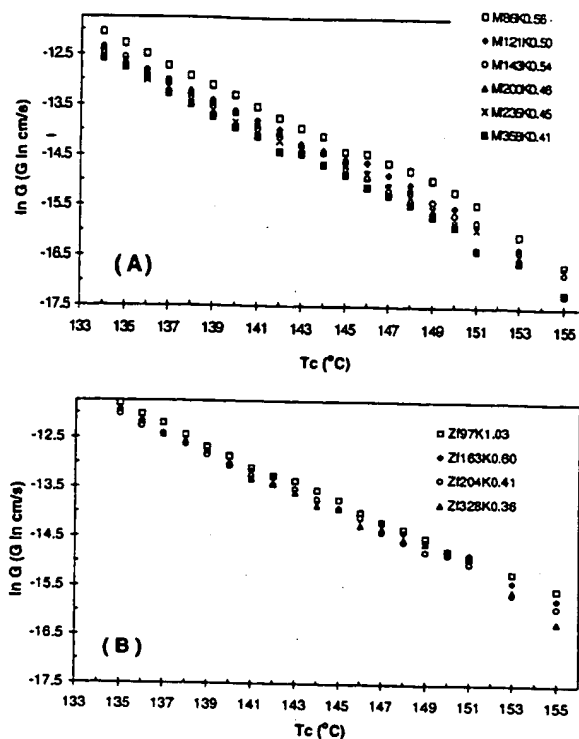 M86K0.56
M121K0.50
M143K0.54
M200K0.46
M235K0.45
M358K0.41
-12.5
-13.5
-14.5
-15.5
-16.5
-17.5
ln G (G in cm/s)
(A)
133 135 137 139 141 143 145 147 149 151 153 155
Tc (°C)
Zf97K1.03
Zf163K0.60
Zf204K0.41
Zf328K0.36
-12.5
-13.5
-14.5
-15.5
-16.5
-17.5
ln G (G in cm/s)
(B)
133 135 137 139 141 143 145 147 149 151 153 155
Tc (°C)